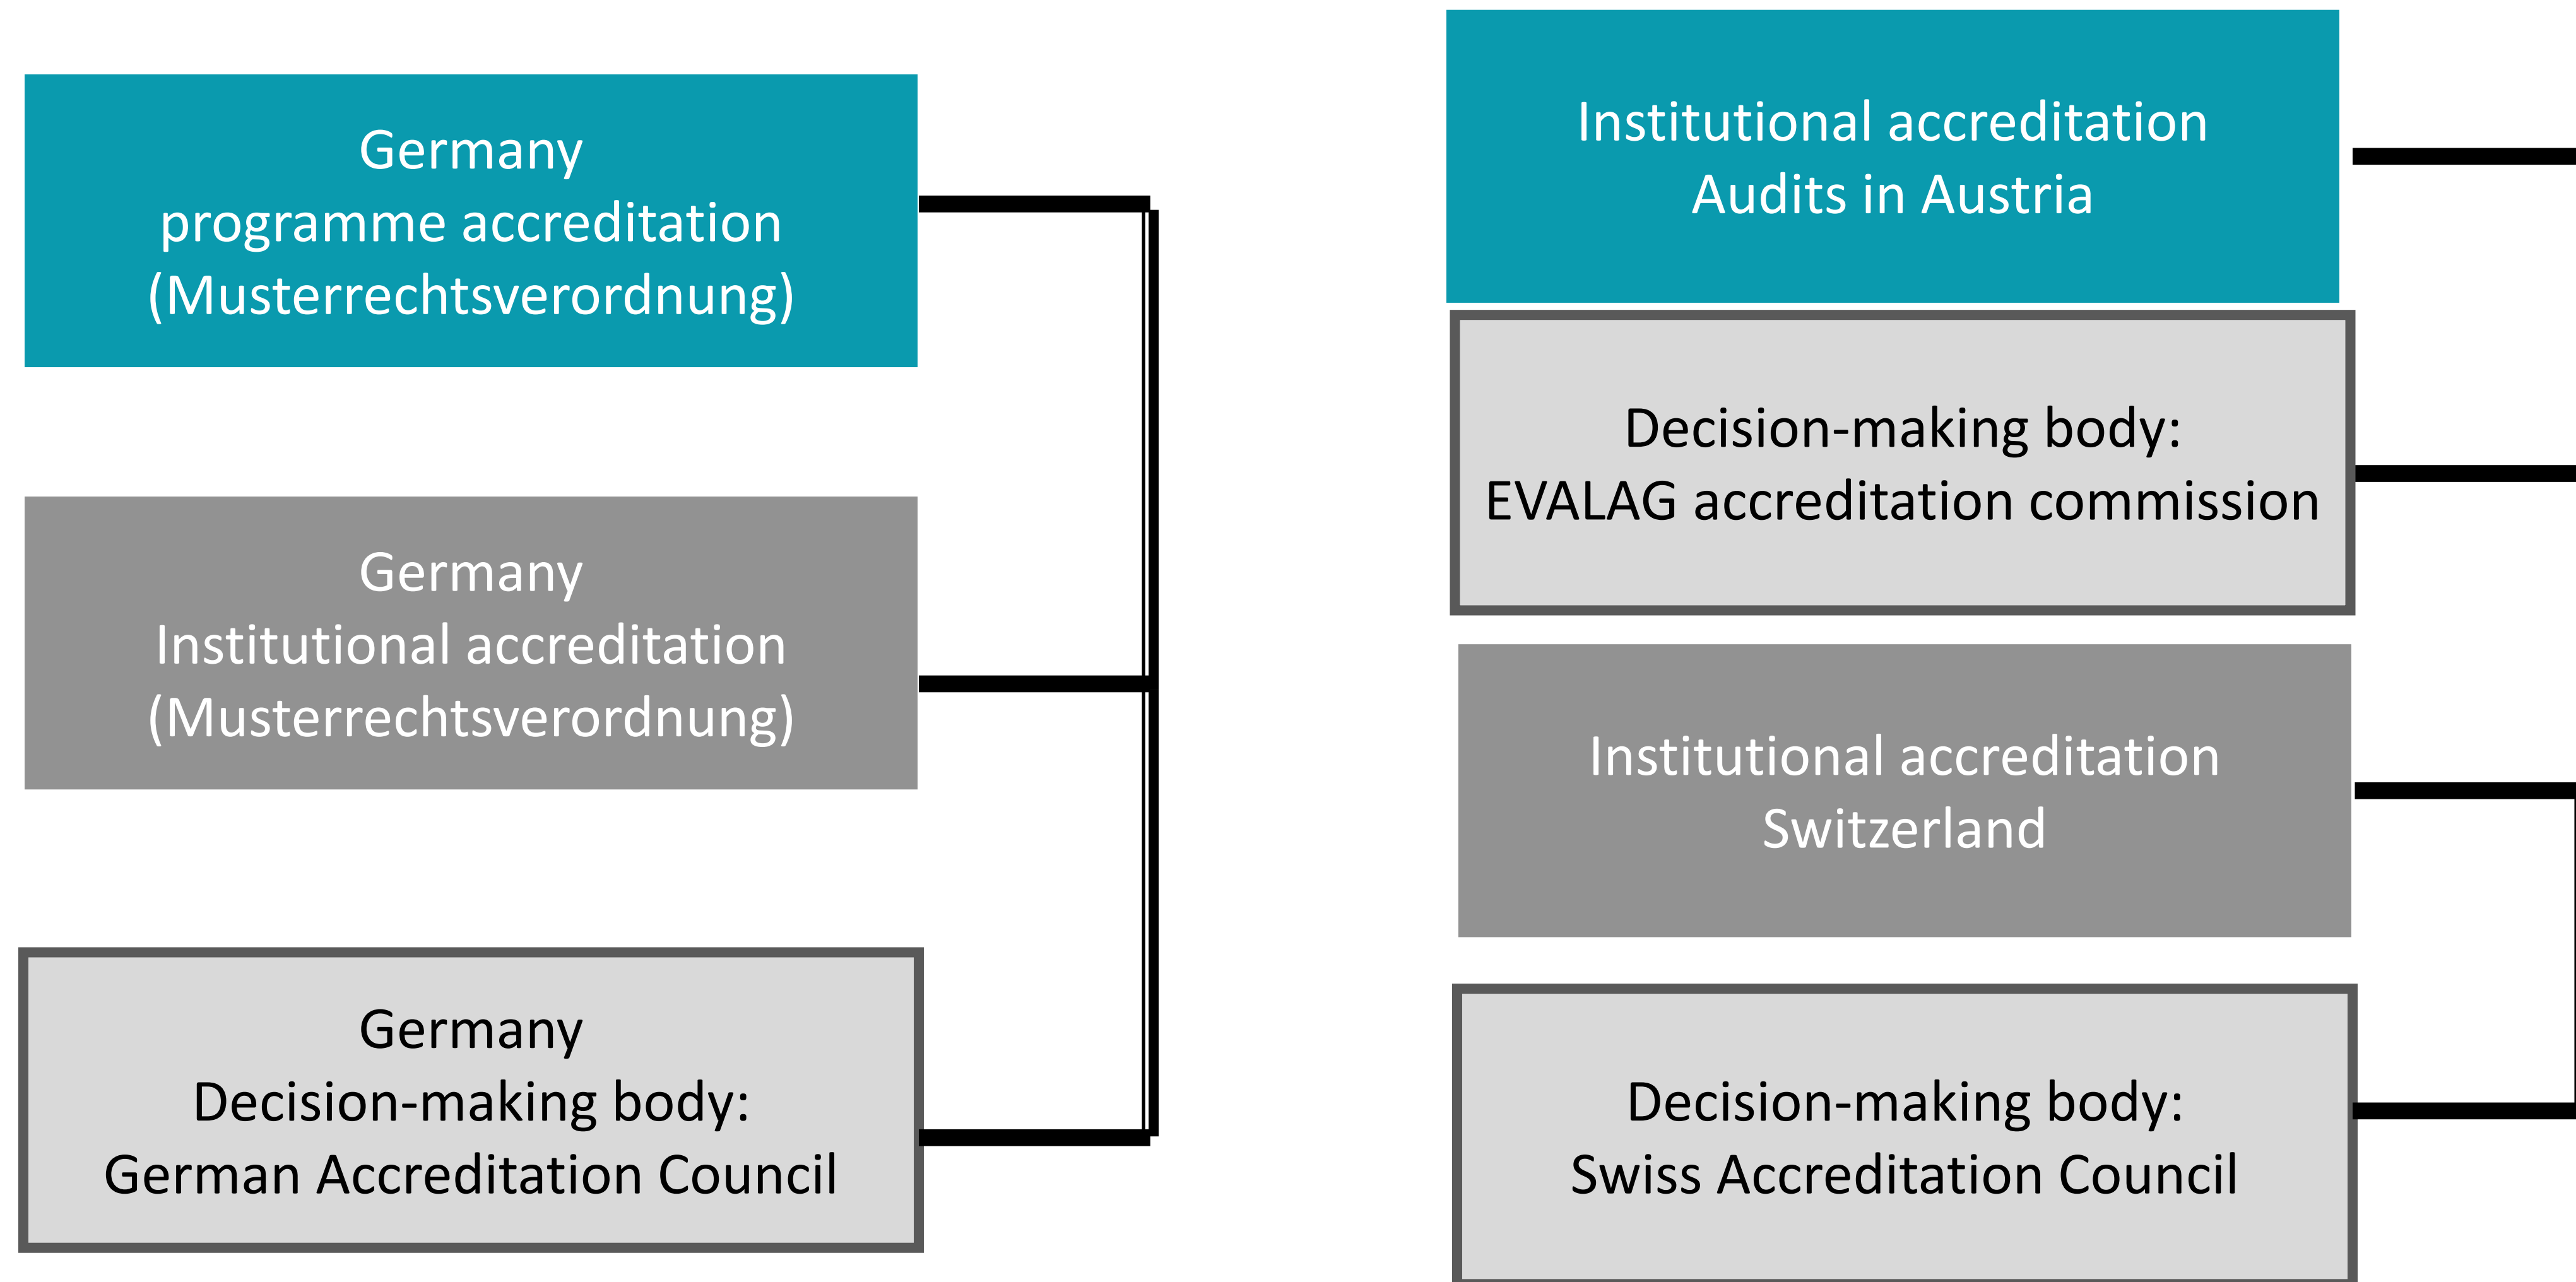 Germany
programme accreditation
(Musterrechtsverordnung)
Germany
Institutional accreditation
(Musterrechtsverordnung)
Germany
Decision-making body:
German Accreditation Council
Institutional accreditation
Audits in Austria
Decision-making body:
EVALAG accreditation commission
Institutional accreditation
Switzerland
Decision-making body:
Swiss Accreditation Council